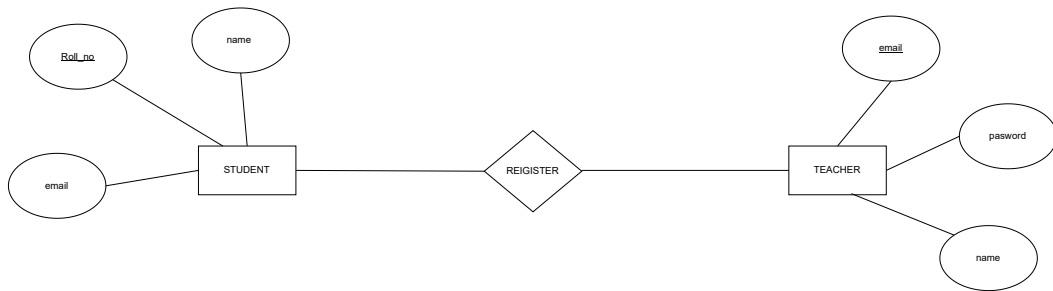 name
Roll_no
email
STUDENT
REIGISTER
email
pasword
TEACHER
name